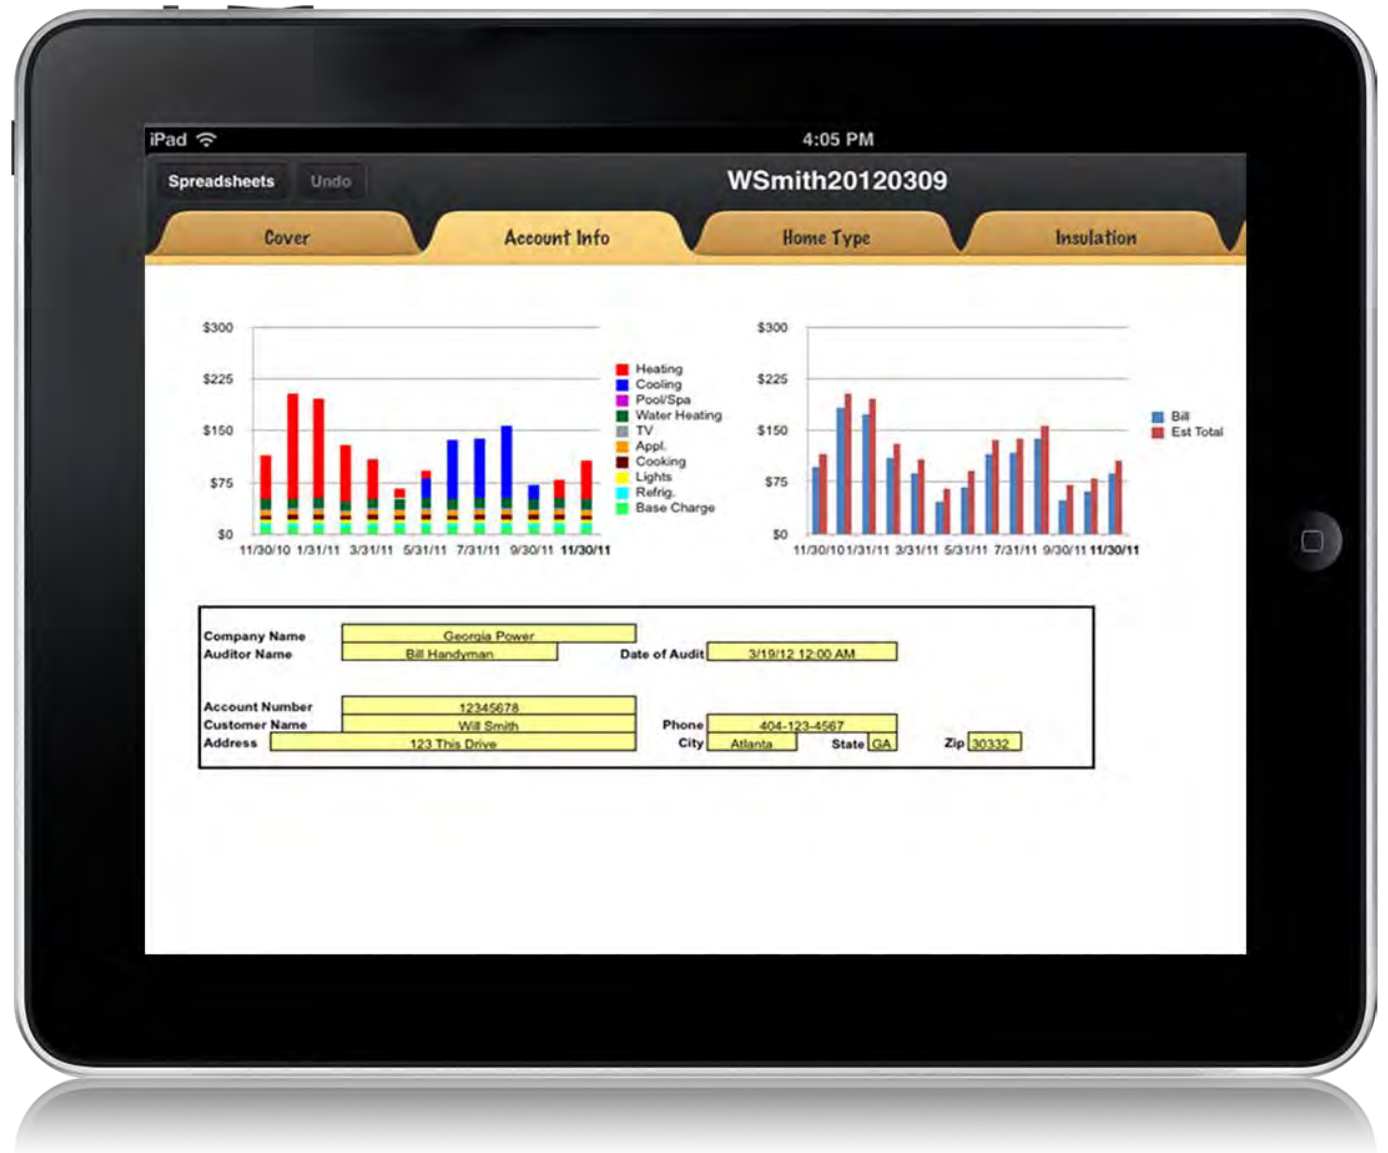 iPad 4:05 PM
Spreadsheets Undo WSmith20120309
Cover Account Info Home Type Insulation
$300
$225
$150
$75
$0
11/30/10 1/31/11 3/31/11 5/31/11 7/31/11 9/30/11 11/30/11
Heating
Cooling
Pool/Spa
Water Heating
TV
Appl.
Cooking
Lights
Refrig.
Base Charge
$300
$225
$150
$75
$0
11/30/10 1/31/11 3/31/11 5/31/11 7/31/11 9/30/11 11/30/11
Bill
Est Total
Company Name Georgia Power
Auditor Name Bill Handyman Date of Audit 3/19/12 12:00 AM
Account Number 12345678
Customer Name Will Smith Phone 404-123-4567
Address 123 This Drive City Atlanta State GA Zip 30332